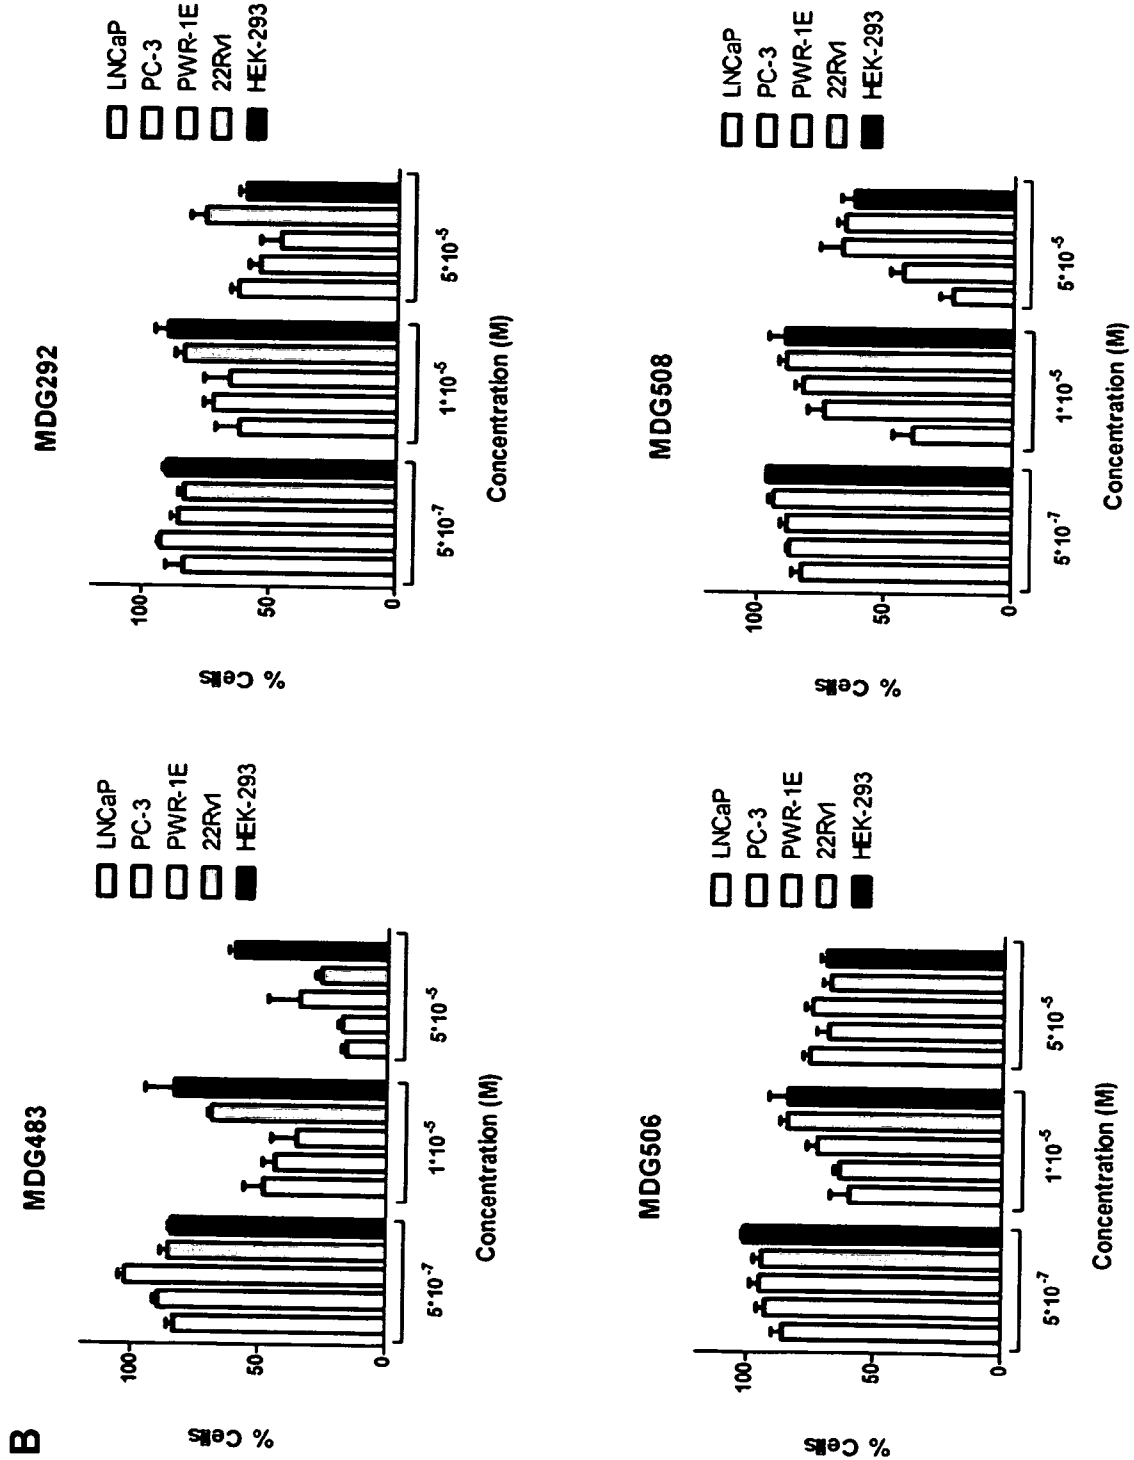 B
MDG483
% Cells
100
50
0
5*10-7
1*10-5
5*10-5
Concentration (M)
LNCaP
PC-3
PWR-1E
22Rv1
HEK-293
MDG292
% Cells
100
50
0
5*10-7
1*10-5
5*10-5
Concentration (M)
LNCaP
PC-3
PWR-1E
22Rv1
HEK-293
MDG506
% Cells
100
50
0
5*10-7
1*10-5
5*10-5
Concentration (M)
LNCaP
PC-3
PWR-1E
22Rv1
HEK-293
MDG508
% Cells
100
50
0
5*10-7
1*10-5
5*10-5
Concentration (M)
LNCaP
PC-3
PWR-1E
22Rv1
HEK-293